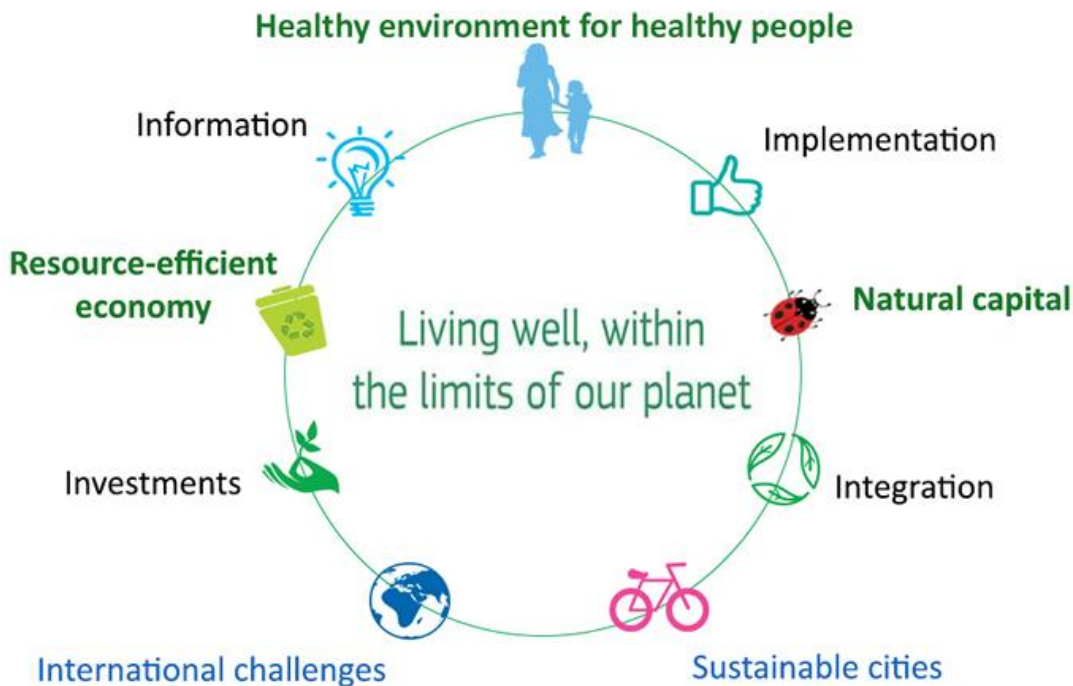 Healthy environment for healthy people
Information
Implementation
Resource-efficient
economy
Natural capital
Living well, within
the limits of our planet
Investments
Integration
International challenges
Sustainable cities